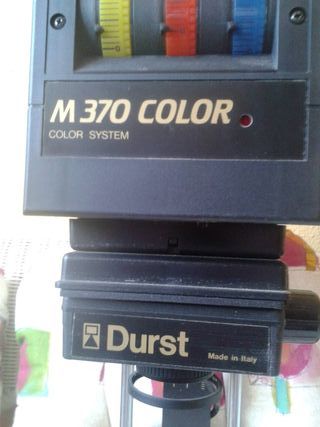 M 370 COLOR
COLOR SYSTEM
Durst
Made in Italy